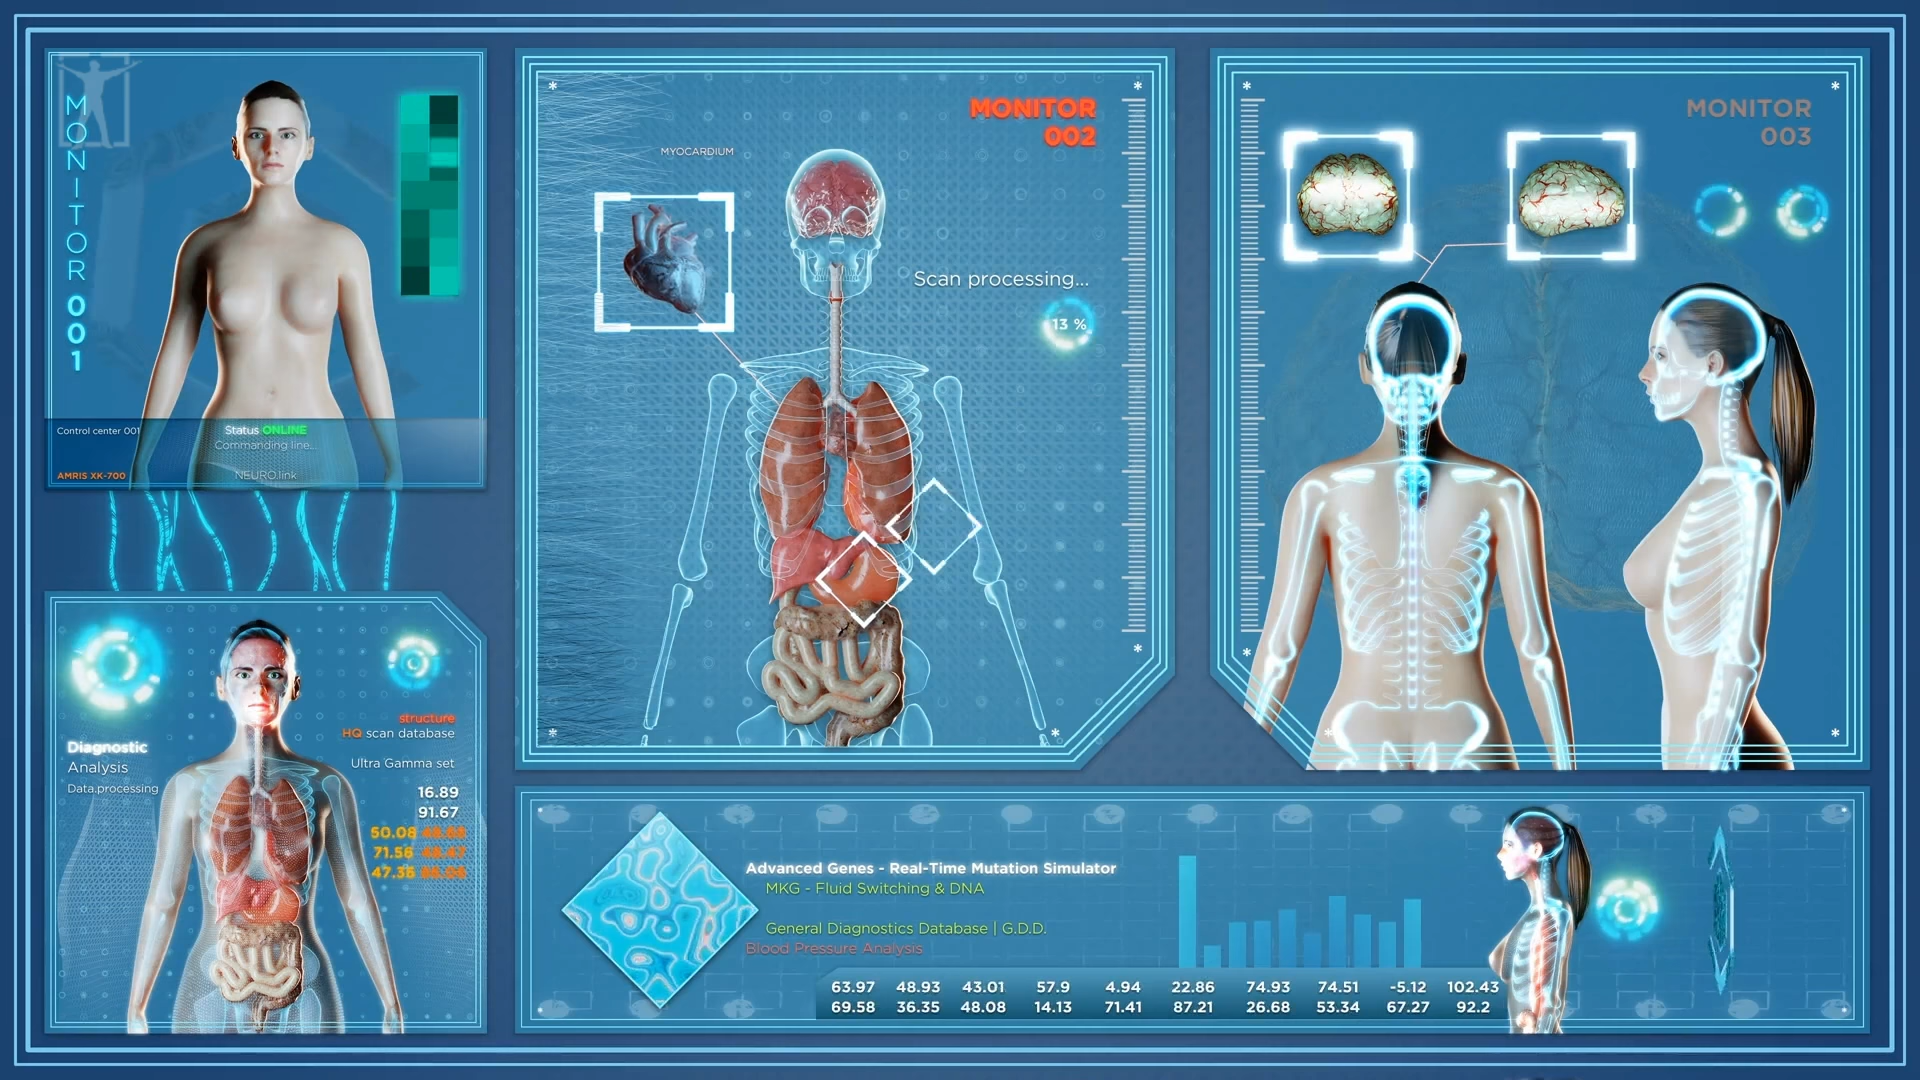 MONITOR 001
Control center 001
Status ONLINE
Commanding line...
AMRIS XK-700
NEURO.link
MYOCARDIUM
MONITOR
002
Scan processing...
13 %
MONITOR
003
Diagnostic
Analysis
Data.processing
structure
HQ scan database
Ultra Gamma set
16.89
91.67
50.08
71.56
47.36
Advanced Genes - Real-Time Mutation Simulator
MKG - Fluid Switching & DNA
General Diagnostics Database | G.D.D.
Blood Pressure Analysis
63.97 48.93 43.01 57.9 4.94 22.86 74.93 74.51 -5.12 102.43
69.58 36.35 48.08 14.13 71.41 87.21 26.68 53.34 67.27 92.2